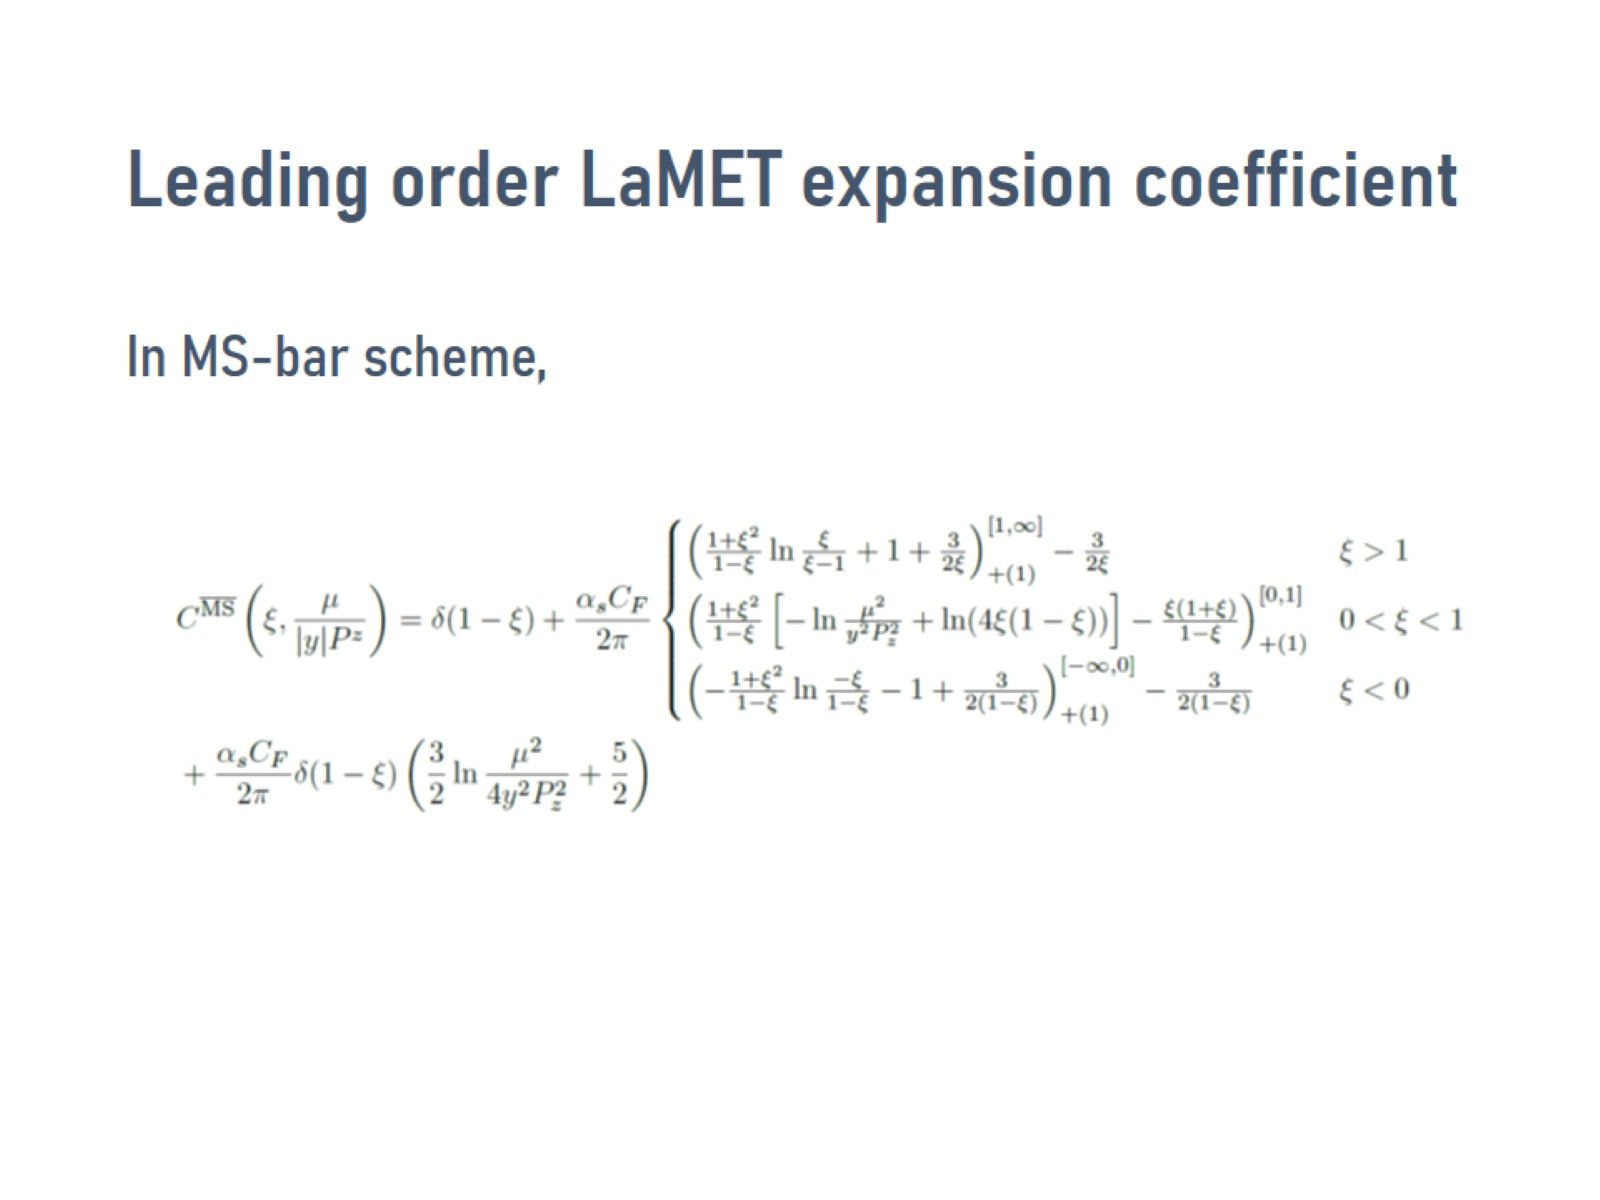 Leading order LaMET expansion coefficient
In MS-bar scheme,
$C^{\overline{\mathrm{MS}}}\left(\xi, \frac{\mu}{|y|P^z}\right) = \delta(1-\xi) + \frac{\alpha_s C_F}{2\pi} \begin{cases} \left(\frac{1+\xi^2}{1-\xi} \ln \frac{\xi}{\xi-1} + 1 + \frac{3}{2\xi}\right)_{+(1)}^{[1,\infty]} - \frac{3}{2\xi} & \xi > 1 \\ \left(\frac{1+\xi^2}{1-\xi}\left[-\ln \frac{\mu^2}{y^2 P_z^2} + \ln(4\xi(1-\xi))\right] - \frac{\xi(1+\xi)}{1-\xi}\right)_{+(1)}^{[0,1]} & 0 < \xi < 1 \\ \left(-\frac{1+\xi^2}{1-\xi} \ln \frac{-\xi}{1-\xi} - 1 + \frac{3}{2(1-\xi)}\right)_{+(1)}^{[-\infty,0]} - \frac{3}{2(1-\xi)} & \xi < 0 \end{cases}$
$+ \frac{\alpha_s C_F}{2\pi} \delta(1-\xi) \left(\frac{3}{2} \ln \frac{\mu^2}{4y^2 P_z^2} + \frac{5}{2}\right)$